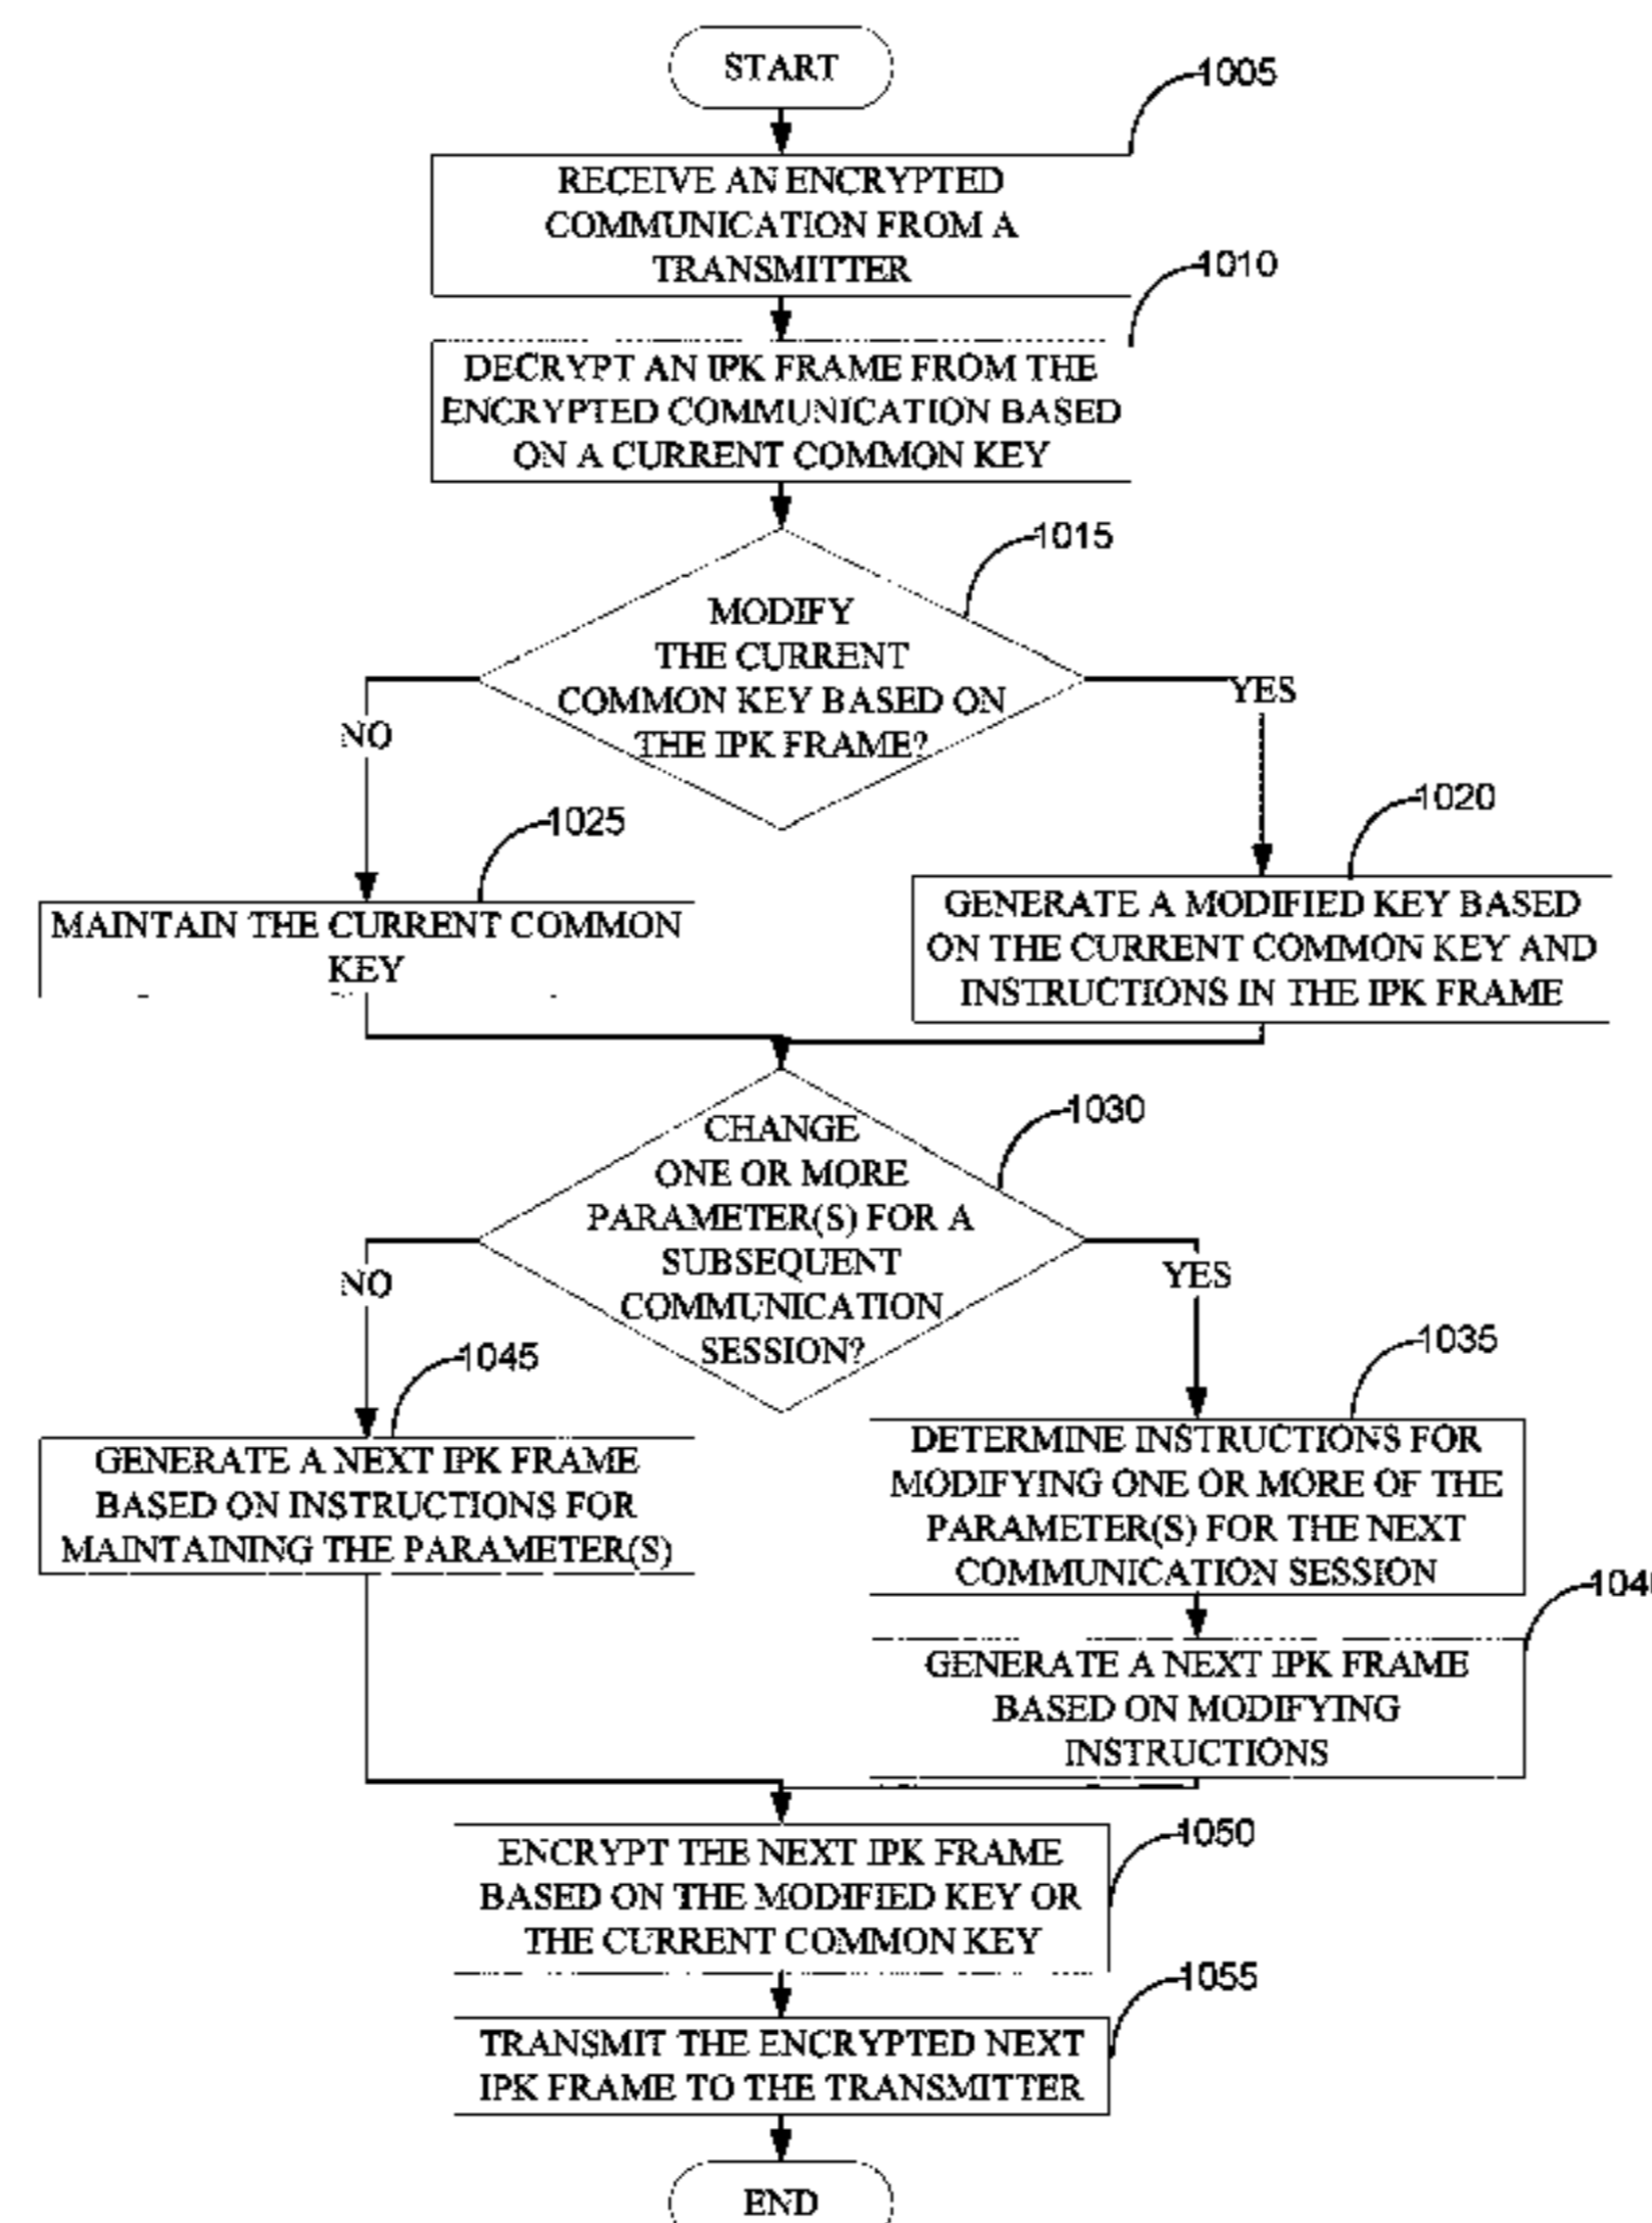 START
1005
RECEIVE AN ENCRYPTED
COMMUNICATION FROM A
TRANSMITTER
1010
DECRYPT AN IPK FRAME FROM THE
ENCRYPTED COMMUNICATION BASED
ON A CURRENT COMMON KEY
1015
MODIFY
THE CURRENT
COMMON KEY BASED ON
THE IPK FRAME?
NO
YES
1025
MAINTAIN THE CURRENT COMMON
KEY
1020
GENERATE A MODIFIED KEY BASED
ON THE CURRENT COMMON KEY AND
INSTRUCTIONS IN THE IPK FRAME
1030
CHANGE
ONE OR MORE
PARAMETER(S) FOR A
SUBSEQUENT
COMMUNICATION
SESSION?
NO
YES
1045
GENERATE A NEXT IPK FRAME
BASED ON INSTRUCTIONS FOR
MAINTAINING THE PARAMETER(S)
1035
DETERMINE INSTRUCTIONS FOR
MODIFYING ONE OR MORE OF THE
PARAMETER(S) FOR THE NEXT
COMMUNICATION SESSION
GENERATE A NEXT IPK FRAME
BASED ON MODIFYING
INSTRUCTIONS
1050
ENCRYPT THE NEXT IPK FRAME
BASED ON THE MODIFIED KEY OR
THE CURRENT COMMON KEY
1055
TRANSMIT THE ENCRYPTED NEXT
IPK FRAME TO THE TRANSMITTER
END